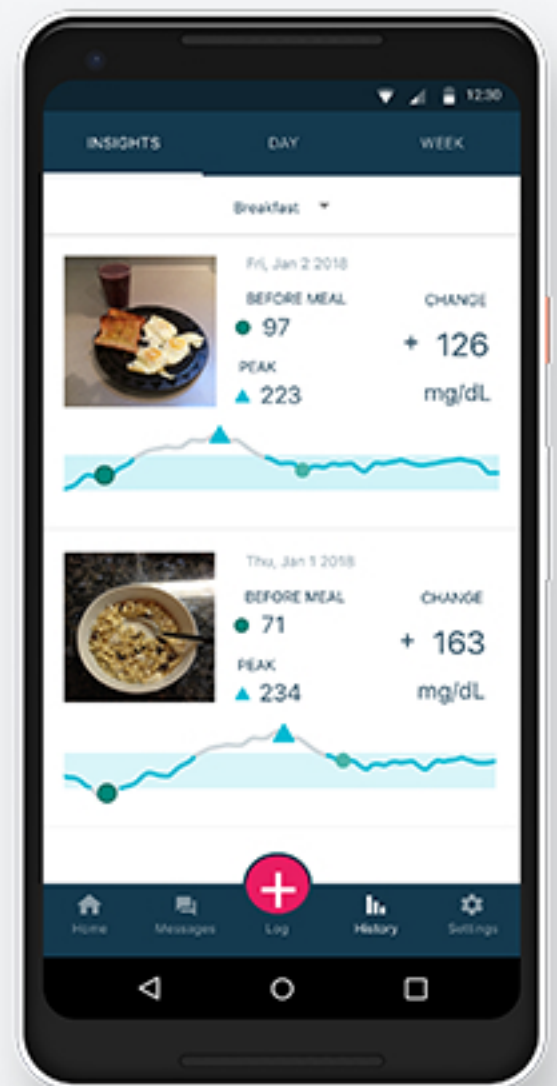 12:30
INSIGHTS DAY WEEK
Breakfast
Fri, Jan 2 2018
BEFORE MEAL CHANGE
97
+ 126
PEAK
223 mg/dL
Thu, Jan 1 2018
BEFORE MEAL CHANGE
71
+ 163
PEAK
234 mg/dL
Home Messages Log History Settings